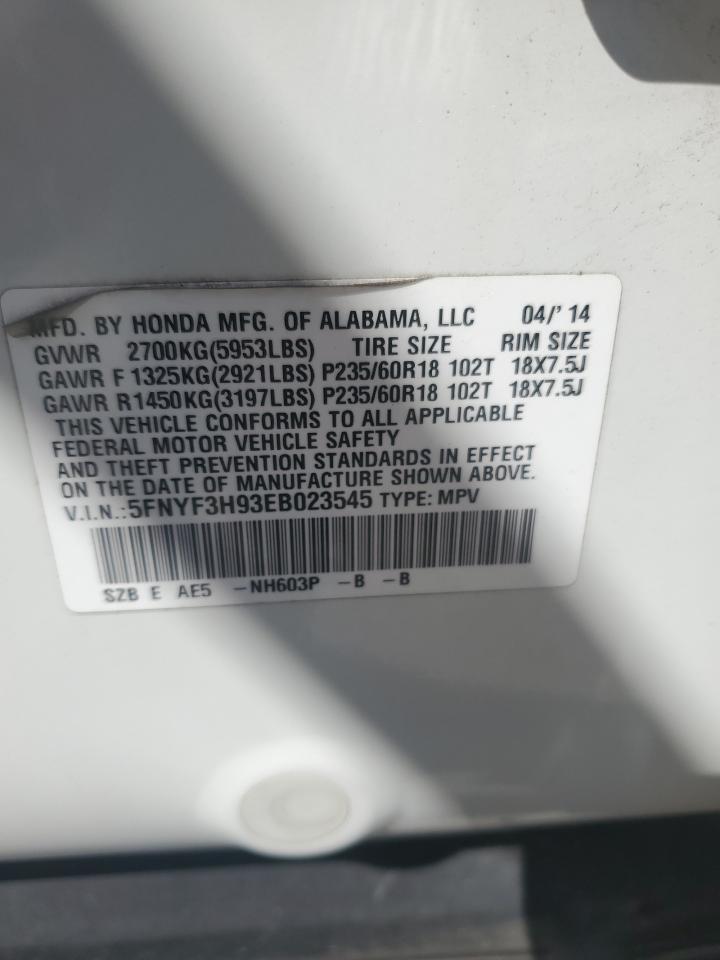 MFD. BY HONDA MFG. OF ALABAMA, LLC 04/'14
GVWR 2700KG(5953LBS) TIRE SIZE RIM SIZE
GAWR F 1325KG(2921LBS) P235/60R18 102T 18X7.5J
GAWR R1450KG(3197LBS) P235/60R18 102T 18X7.5J
THIS VEHICLE CONFORMS TO ALL APPLICABLE
FEDERAL MOTOR VEHICLE SAFETY
AND THEFT PREVENTION STANDARDS IN EFFECT
ON THE DATE OF MANUFACTURE SHOWN ABOVE.
V.I.N.:5FNYF3H93EB023545 TYPE: MPV
SZB E AE5 -NH603P -B -B